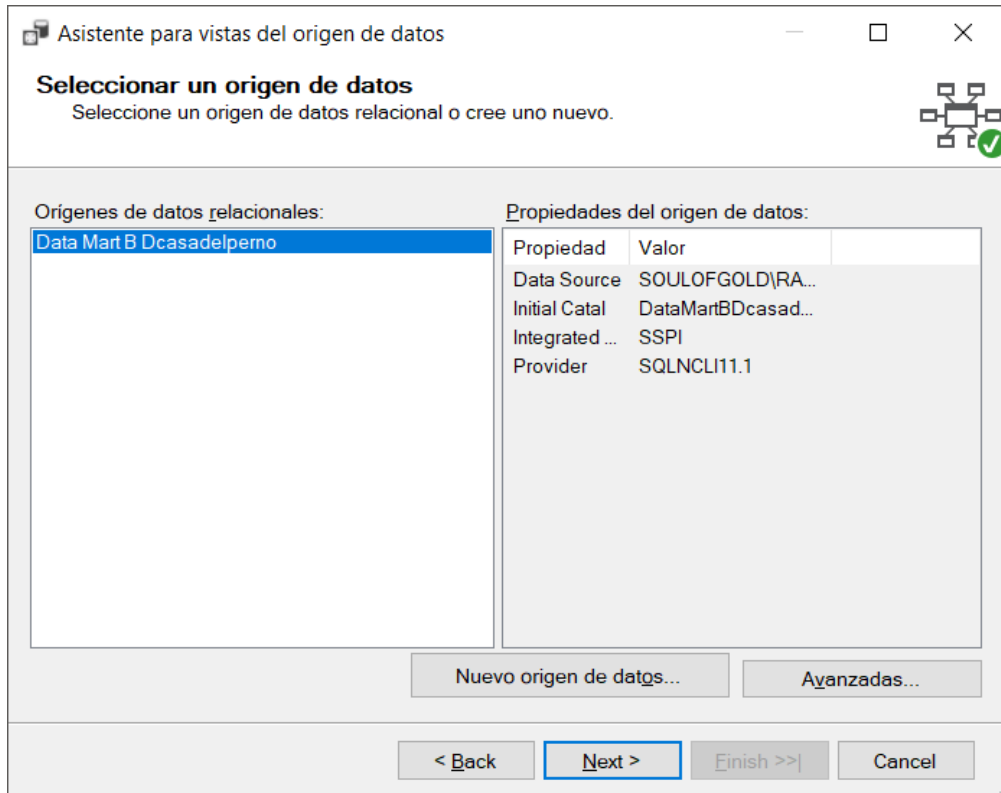 Asistente para vistas del origen de datos
Seleccionar un origen de datos
Seleccione un origen de datos relacional o cree uno nuevo.
Orígenes de datos relacionales:
Data Mart B Dcasadelperno
Propiedades del origen de datos:
Propiedad Valor
Data Source SOULOFGOLD\RA...
Initial Catal DataMartBDcasad...
Integrated ... SSPI
Provider SQLNCLI11.1
Nuevo origen de datos... Avanzadas...
< Back Next > Finish >>| Cancel